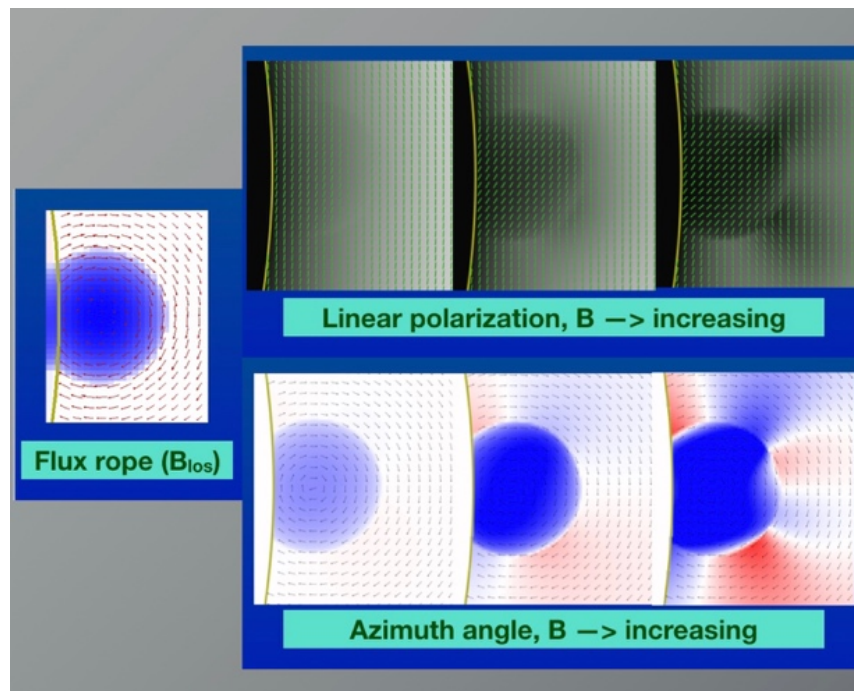 Linear polarization, B —> increasing
Flux rope (Blos)
Azimuth angle, B —> increasing